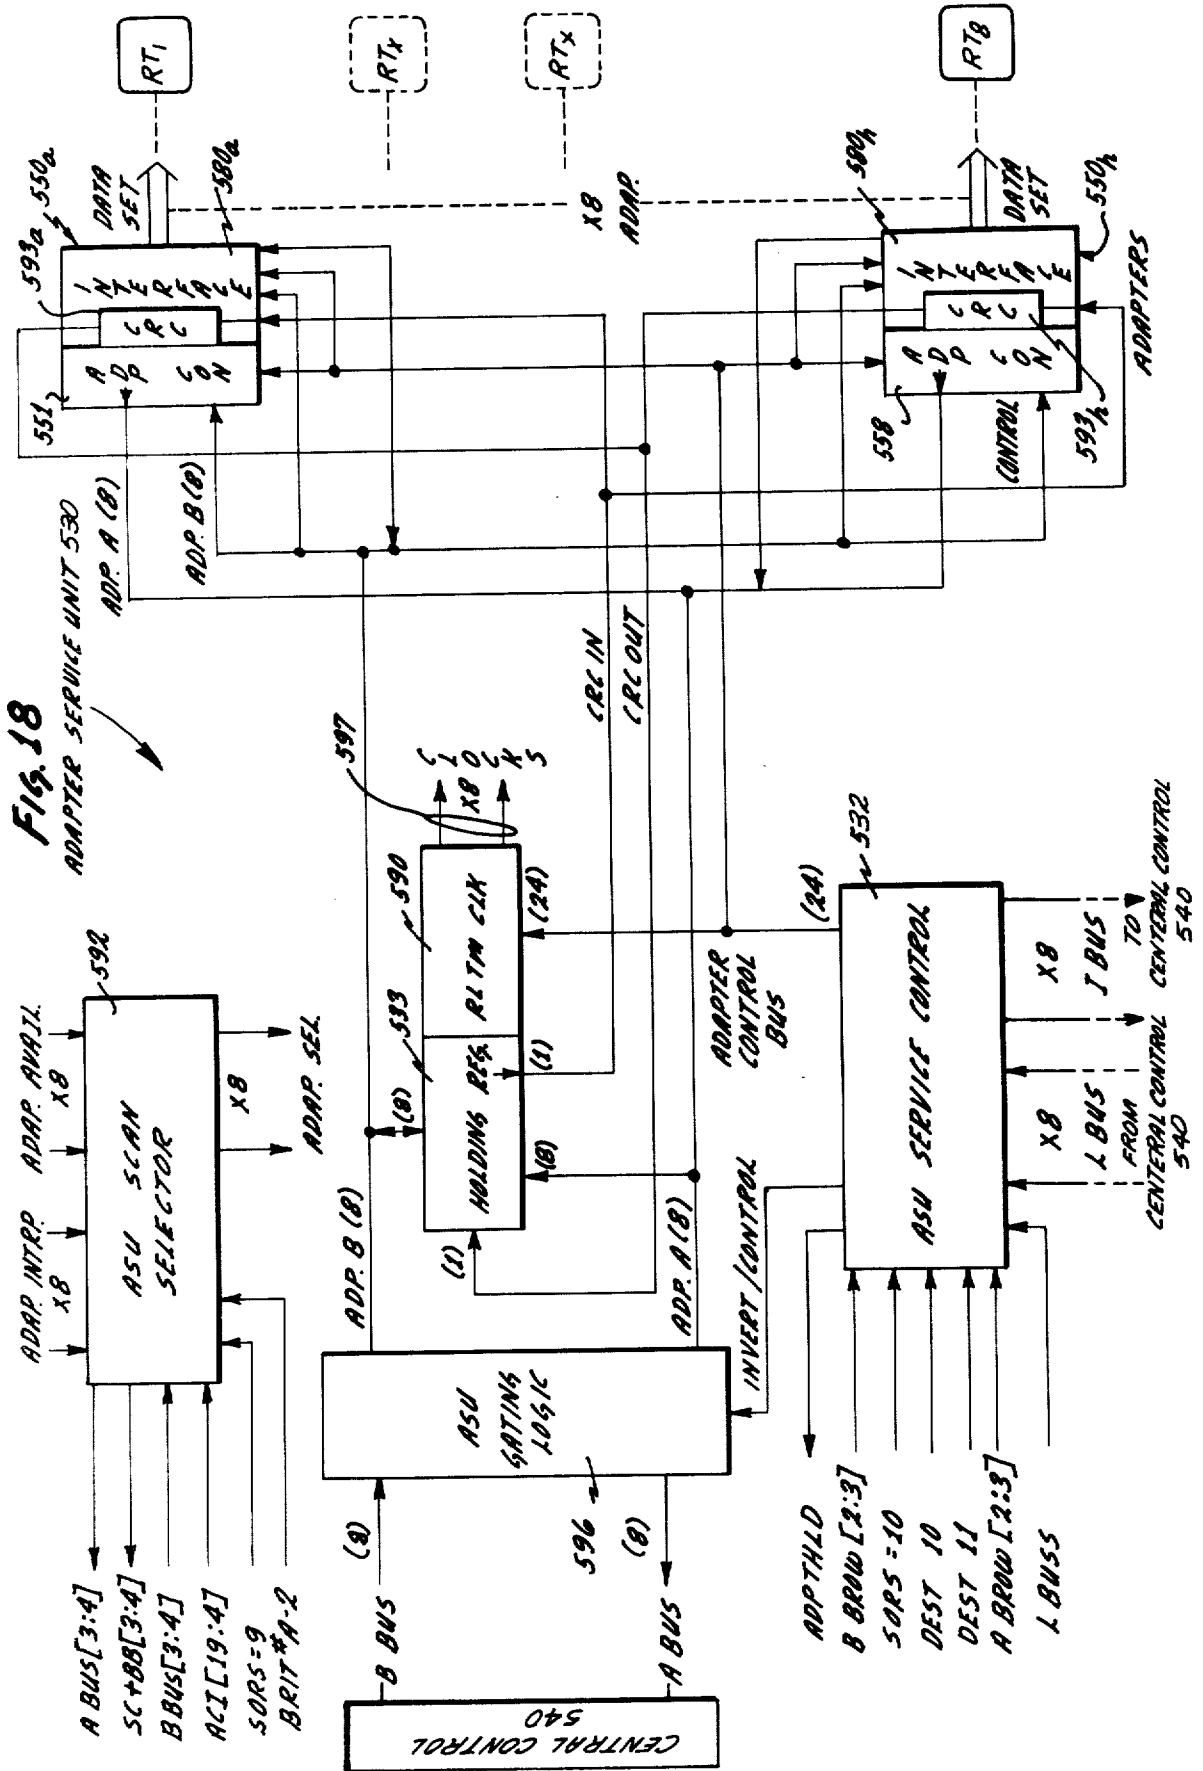 FIG. 18
ADAPTER SERVICE UNIT 530
ADAP. INTRP.
X8
ADAP. AVAIL.
X8
592
ASU SCAN
SELECTOR
X8
ADAP. SEL.
A BUS[3:4]
SC+BB[3:4]
BBUS[3:4]
ACI[19:4]
SORS=9
BRIT#A-2
CENTRAL CONTROL
540
B BUS
(8)
A BUS
(8)
596
ASU
GATING
LOGIC
ADP. B (8)
ADP. A (8)
INVERT/CONTROL
(8)
(1)
(8)
(1)
533
HOLDING REG.
590
RLTM CLK
(24)
597
X8
CLOCKS
CRC IN
CRC OUT
ADAPTER
CONTROL
BUS
(24)
532
ASU SERVICE CONTROL
ADPTHLD
B BROW[2:3]
SORS=10
DEST 10
DEST 11
A BROW[2:3]
L BUSS
X8
L BUS
FROM
CENTERAL CONTROL
540
X8
I BUS
TO
CENTERAL CONTROL
540
ADP. A (8)
ADP. B(8)
551
ADP CON
593a
CRC
INTERFACE
550a
DATA
SET
580a
RT1
RTX
RTX
RT8
X8
ADAP.
558
ADP CON
CONTROL
CRC
593h
INTERFACE
580h
DATA
SET
550h
ADAPTERS